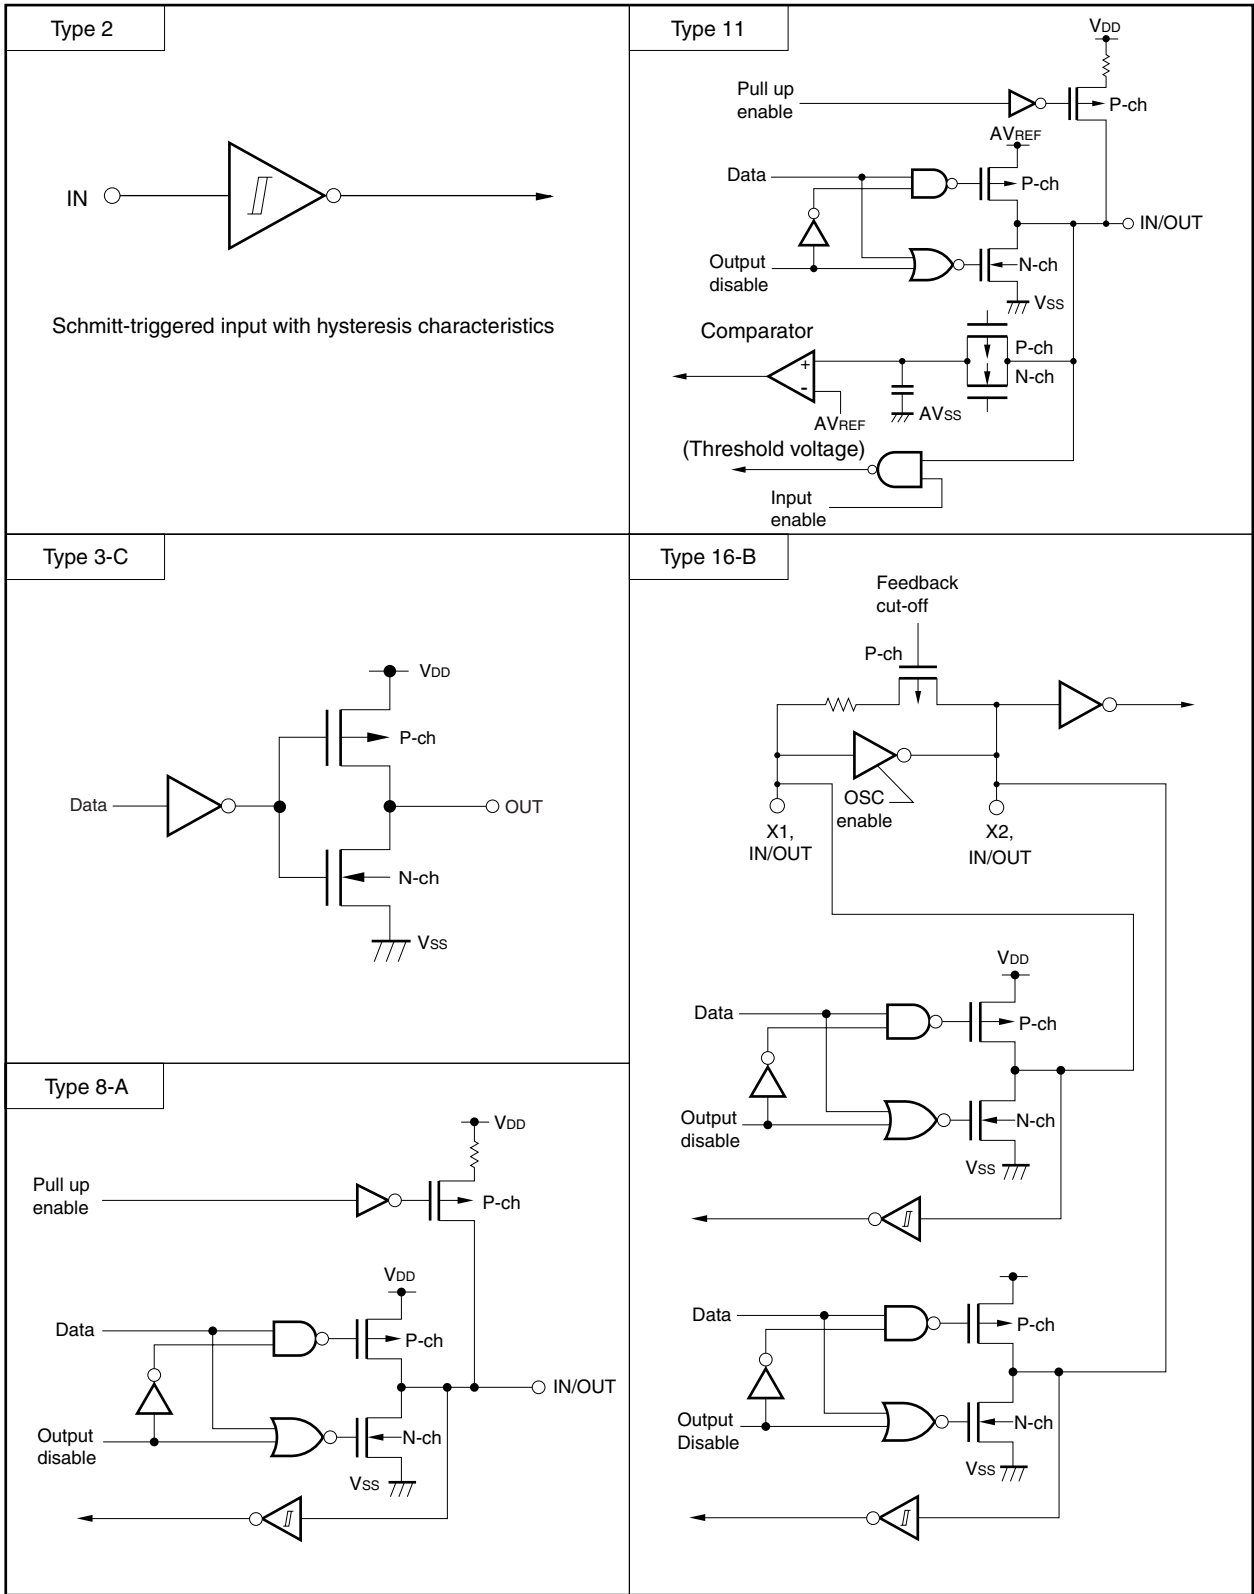 Type 2
IN
Schmitt-triggered input with hysteresis characteristics
Type 11
VDD
Pull up
enable
P-ch
AVREF
Data
P-ch
IN/OUT
Output
disable
N-ch
VSS
Comparator
P-ch
N-ch
+
-
AVSS
AVREF
(Threshold voltage)
Input
enable
Type 3-C
VDD
P-ch
Data
OUT
N-ch
VSS
Type 8-A
VDD
Pull up
enable
P-ch
VDD
Data
P-ch
IN/OUT
Output
disable
N-ch
VSS
Type 16-B
Feedback
cut-off
P-ch
OSC
enable
X1,
IN/OUT
X2,
IN/OUT
VDD
Data
P-ch
Output
disable
N-ch
VSS
Data
P-ch
Output
Disable
N-ch
VSS